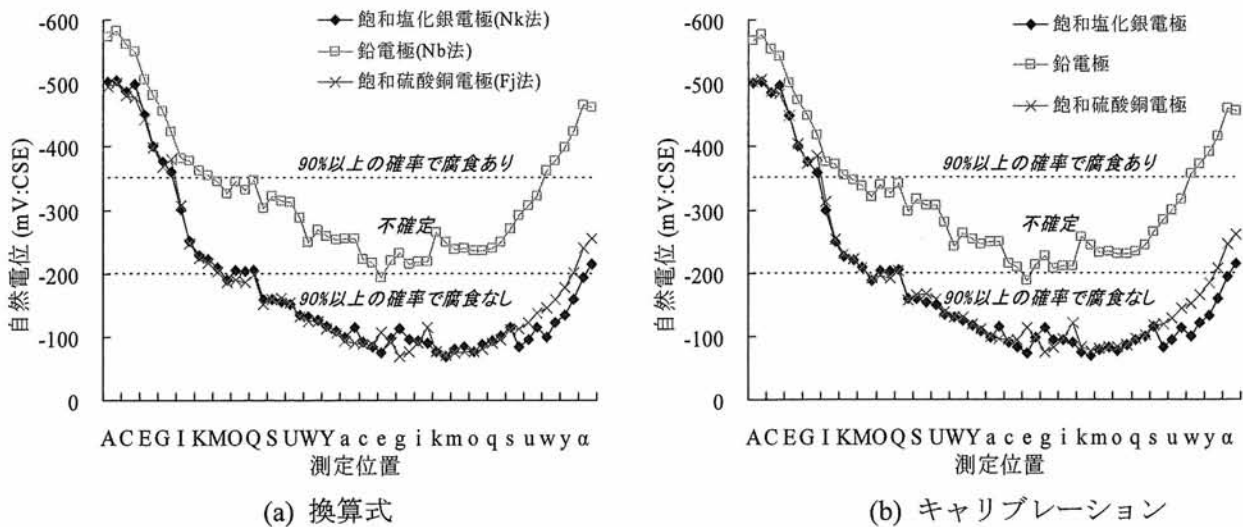 -600
-500
-400
-300
-200
-100
0
自然電位 (mV:CSE)
飽和塩化銀電極(Nk法)
鉛電極(Nb法)
飽和硫酸銅電極(Fj法)
90%以上の確率で腐食あり
不確定
90%以上の確率で腐食なし
A C E G I K M O Q S U W Y a c e g i k m o q s u w y α
測定位置
(a) 換算式
-600
-500
-400
-300
-200
-100
0
自然電位 (mV:CSE)
飽和塩化銀電極
鉛電極
飽和硫酸銅電極
90%以上の確率で腐食あり
不確定
90%以上の確率で腐食なし
A C E G I K M O Q S U W Y a c e g i k m o q s u w y α
測定位置
(b) キャリブレーション